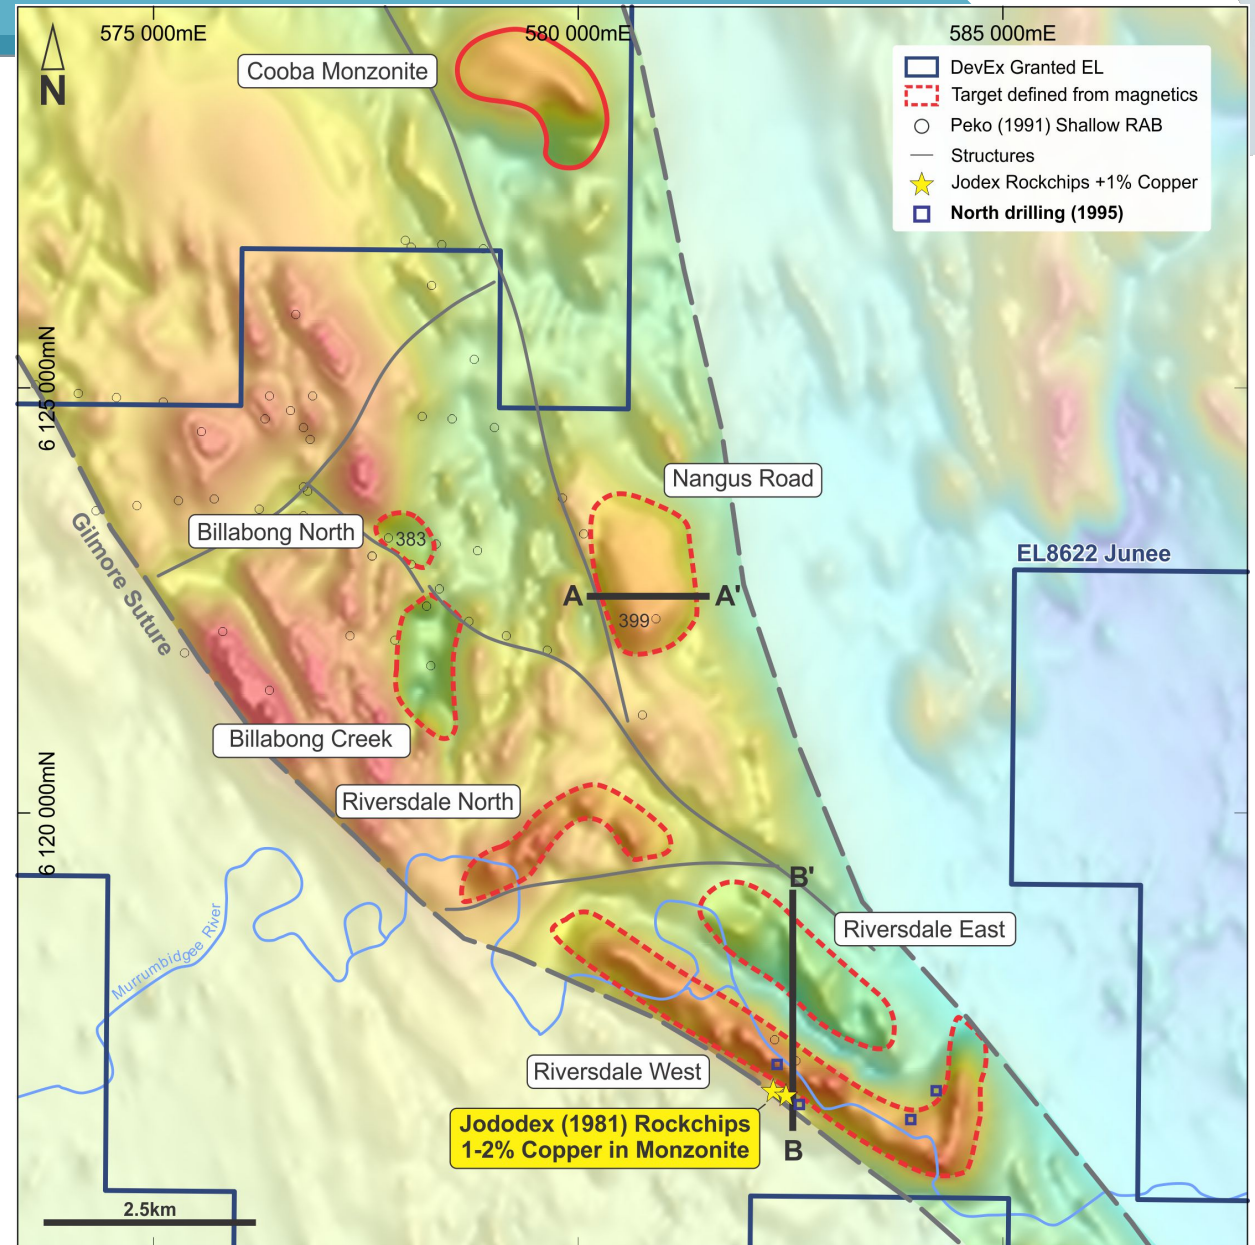 575 000mE
580 000mE
585 000mE
N
Cooba Monzonite
DevEx Granted EL
Target defined from magnetics
Peko (1991) Shallow RAB
Structures
Jodex Rockchips +1% Copper
North drilling (1995)
6 125 000mN
Nangus Road
Billabong North
383
Gilmore Suture
EL8622 Junee
A
A'
399
Billabong Creek
Riversdale North
6 120 000mN
B'
Riversdale East
Murrumbidgee River
Riversdale West
Jododex (1981) Rockchips
1-2% Copper in Monzonite
B
2.5km